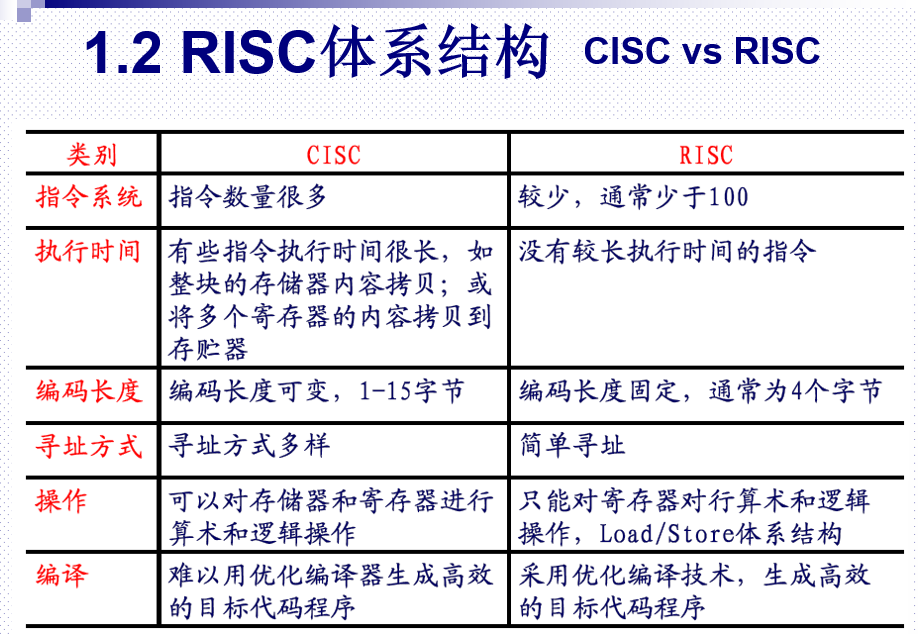 1.2 RISC体系结构 CISC vs RISC
类别 CISC RISC
指令系统 指令数量很多 较少，通常少于100
执行时间 有些指令执行时间很长，如 没有较长执行时间的指令
整块的存储器内容拷贝；或
将多个寄存器的内容拷贝到
存贮器
编码长度 编码长度可变，1-15字节 编码长度固定，通常为4个字节
寻址方式 寻址方式多样 简单寻址
操作 可以对存储器和寄存器进行 只能对寄存器对行算术和逻辑
算术和逻辑操作 操作，Load/Store体系结构
编译 难以用优化编译器生成高效 采用优化编译技术，生成高效
的目标代码程序 的目标代码程序